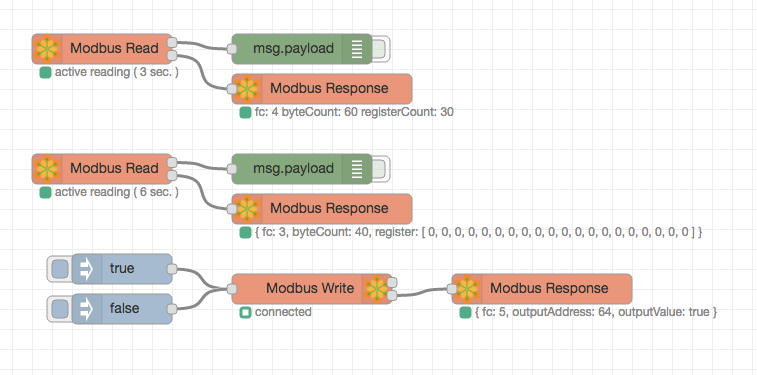 Modbus Read
msg.payload
active reading ( 3 sec. )
Modbus Response
fc: 4 byteCount: 60 registerCount: 30
Modbus Read
msg.payload
active reading ( 6 sec. )
Modbus Response
{ fc: 3, byteCount: 40, register: [ 0, 0, 0, 0, 0, 0, 0, 0, 0, 0, 0, 0, 0, 0, 0, 0, 0, 0, 0, 0 ] }
true
Modbus Write
Modbus Response
false
connected
{ fc: 5, outputAddress: 64, outputValue: true }